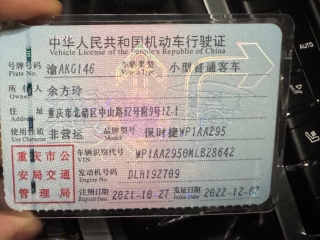 中华人民共和国机动车行驶证
Vehicle License of the People's Republic of China
号牌号码 渝AKG146 车辆类型 小型普通客车
Plate No. Vehicle Type
所有人 余方玲
Owner
住址 重庆市北碚区中山路62号附9号12-1
Address
使用性质 非营运 品牌型号 保时捷WP1AA295
Use Character Model
重庆市公安局交通管理局
车辆识别代号 WP1AA2950MLB28642
VIN
发动机号码 DLH192709
Engine No.
注册日期 2021-10-27 发证日期
Register Date Issue Date